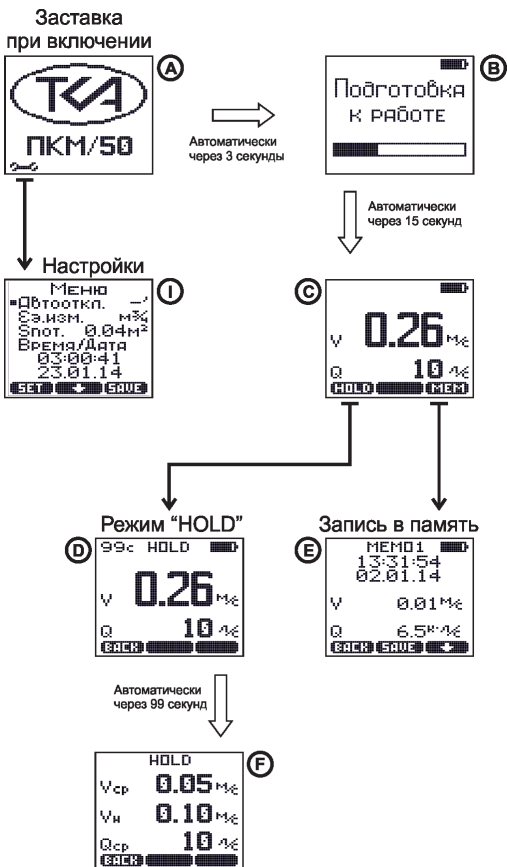 Заставка
при включении
A
ТКА
ПКМ/50
Автоматически
через 3 секунды
B
Подготовка
к работе
Автоматически
через 15 секунд
Настройки
I
Меню
Автооткл. –'
Ед.изм. м³/ч
Sпот. 0.04м²
Время/Дата
03:00:41
23.01.14
SET SAVE
C
V 0.26 м/с
Q 10 л/с
HOLD MEM
Режим “HOLD”
D
99с HOLD
V 0.26 м/с
Q 10 л/с
BACK
Запись в память
E
MEM01
13:31:54
02.01.14
V 0.01 м/с
Q 6.5 л/с
BACK SAVE
Автоматически
через 99 секунд
F
HOLD
Vср 0.05 м/с
Vн 0.10 м/с
Qср 10 л/с
BACK